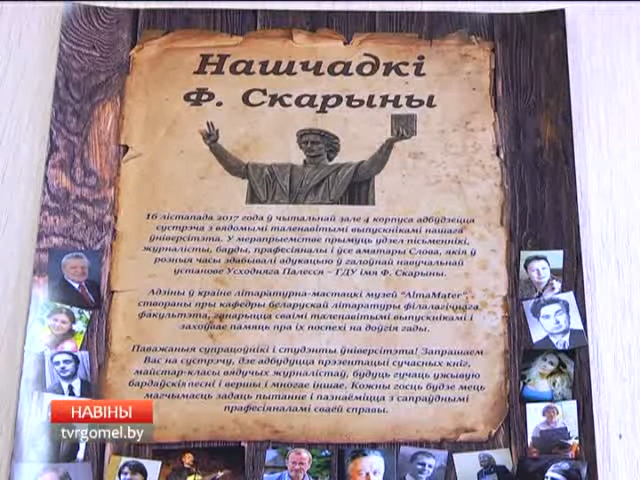 Нашчадкі
Ф. Скарыны
16 лістапада 2017 года ў чытальнай зале 4 корпуса адбудзецца
сустрэча з вядомымі таленавітымі выпускнікамі нашага
ўніверсітэта. У мерапрыемстве прымуць удзел пісьменнікі,
журналісты, барды, прафесіяналы і ўсе аматары Слова, якія ў
розныя часы здабывалі адукацыю ў галоўнай навучальнай
установе Усходняга Палесся – ГДУ імя Ф. Скарыны.
Адзіны ў краіне літаратурна-мастацкі музей "AlmaMater",
створаны пры кафедры беларускай літаратуры філалагічнага
факультэта, ганарыцца сваімі таленавітымі выпускнікамі і
захоўвае памяць пра іх поспехі на доўгія гады.
Паважаныя супрацоўнікі і студэнты ўніверсітэта! Запрашаем
Вас на сустрэчу, дзе адбудуцца прэзентацыі сучасных кніг,
майстар-класы вядучых журналістаў, будуць гучаць ужывую
бардаўскія песні і вершы і многае іншае. Кожны госць будзе мець
магчымасць задаць пытанне і пазнаёміцца з сапраўднымі
прафесіяналамі сваёй справы.
НАВІНЫ
tvrgomel.by